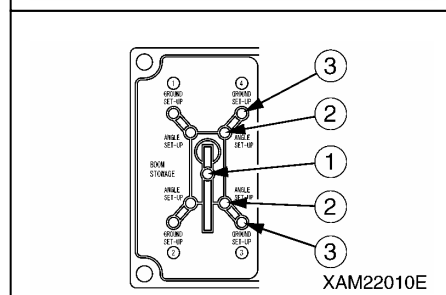 ① ④ ③
GROUND SET-UP GROUND SET-UP
②
ANGLE SET-UP ANGLE SET-UP
①
BOOM STOWAGE
ANGLE SET-UP ANGLE SET-UP
②
GROUND SET-UP GROUND SET-UP
② ③ ③
XAM22010E